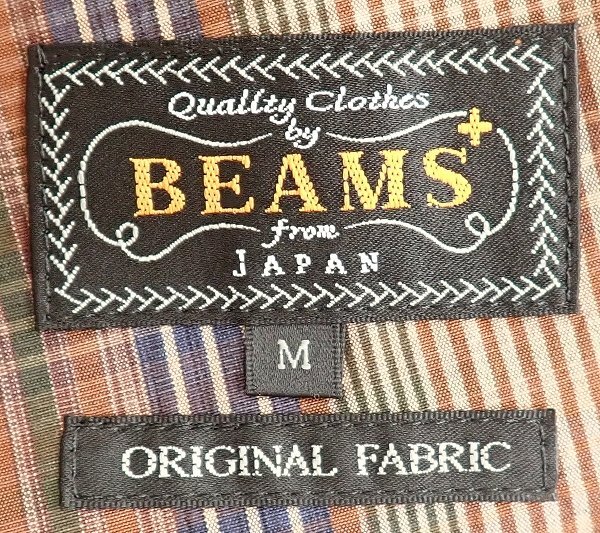 Quality Clothes
by
BEAMS+
from
JAPAN
M
ORIGINAL FABRIC